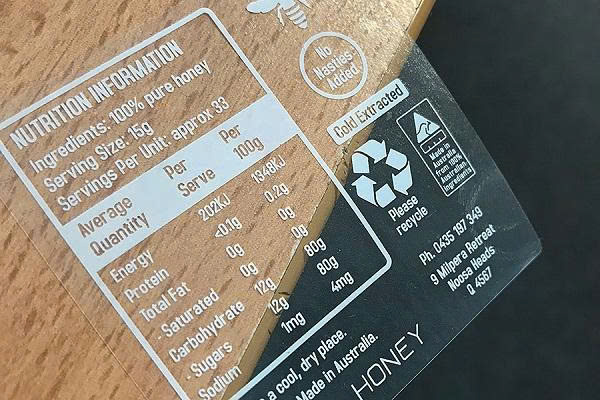 NUTRITION INFORMATION
Ingredients: 100% pure honey
Serving Size: 15g
Servings Per Unit: approx 33
Average Quantity Per Serve Per 100g
Energy 202KJ 1348KJ
Protein -0.1g 0.2g
Total Fat 0g 0g
- Saturated 0g 0g
Carbohydrate 12g 80g
- Sugars 12g 80g
Sodium 1mg 4mg
a cool, dry place.
Made in Australia.
HONEY
No
Nasties
Added
Cold Extracted
Please
recycle
Made in
Australia
from 100%
Australian
ingredients
Ph. 0435 197 349
9 Milpera Retreat
Noosa Heads
Q 4567